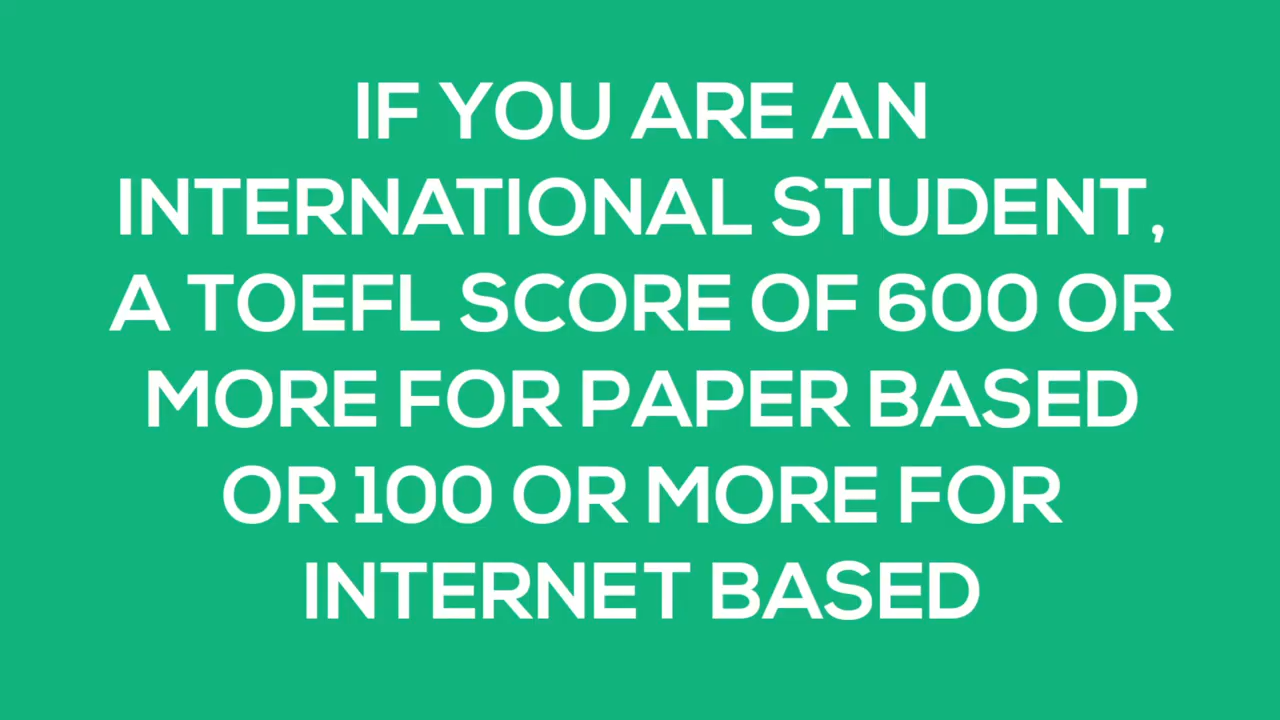 IF YOU ARE AN
INTERNATIONAL STUDENT,
A TOEFL SCORE OF 600 OR
MORE FOR PAPER BASED
OR 100 OR MORE FOR
INTERNET BASED